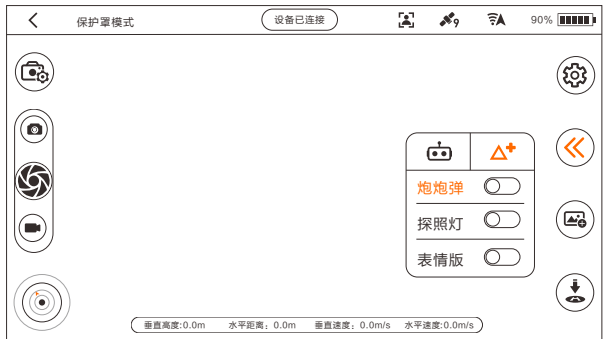 保护罩模式 设备已连接 9 90%
炮炮弹
探照灯
表情版
垂直高度:0.0m 水平距离：0.0m 垂直速度：0.0m/s 水平速度:0.0m/s